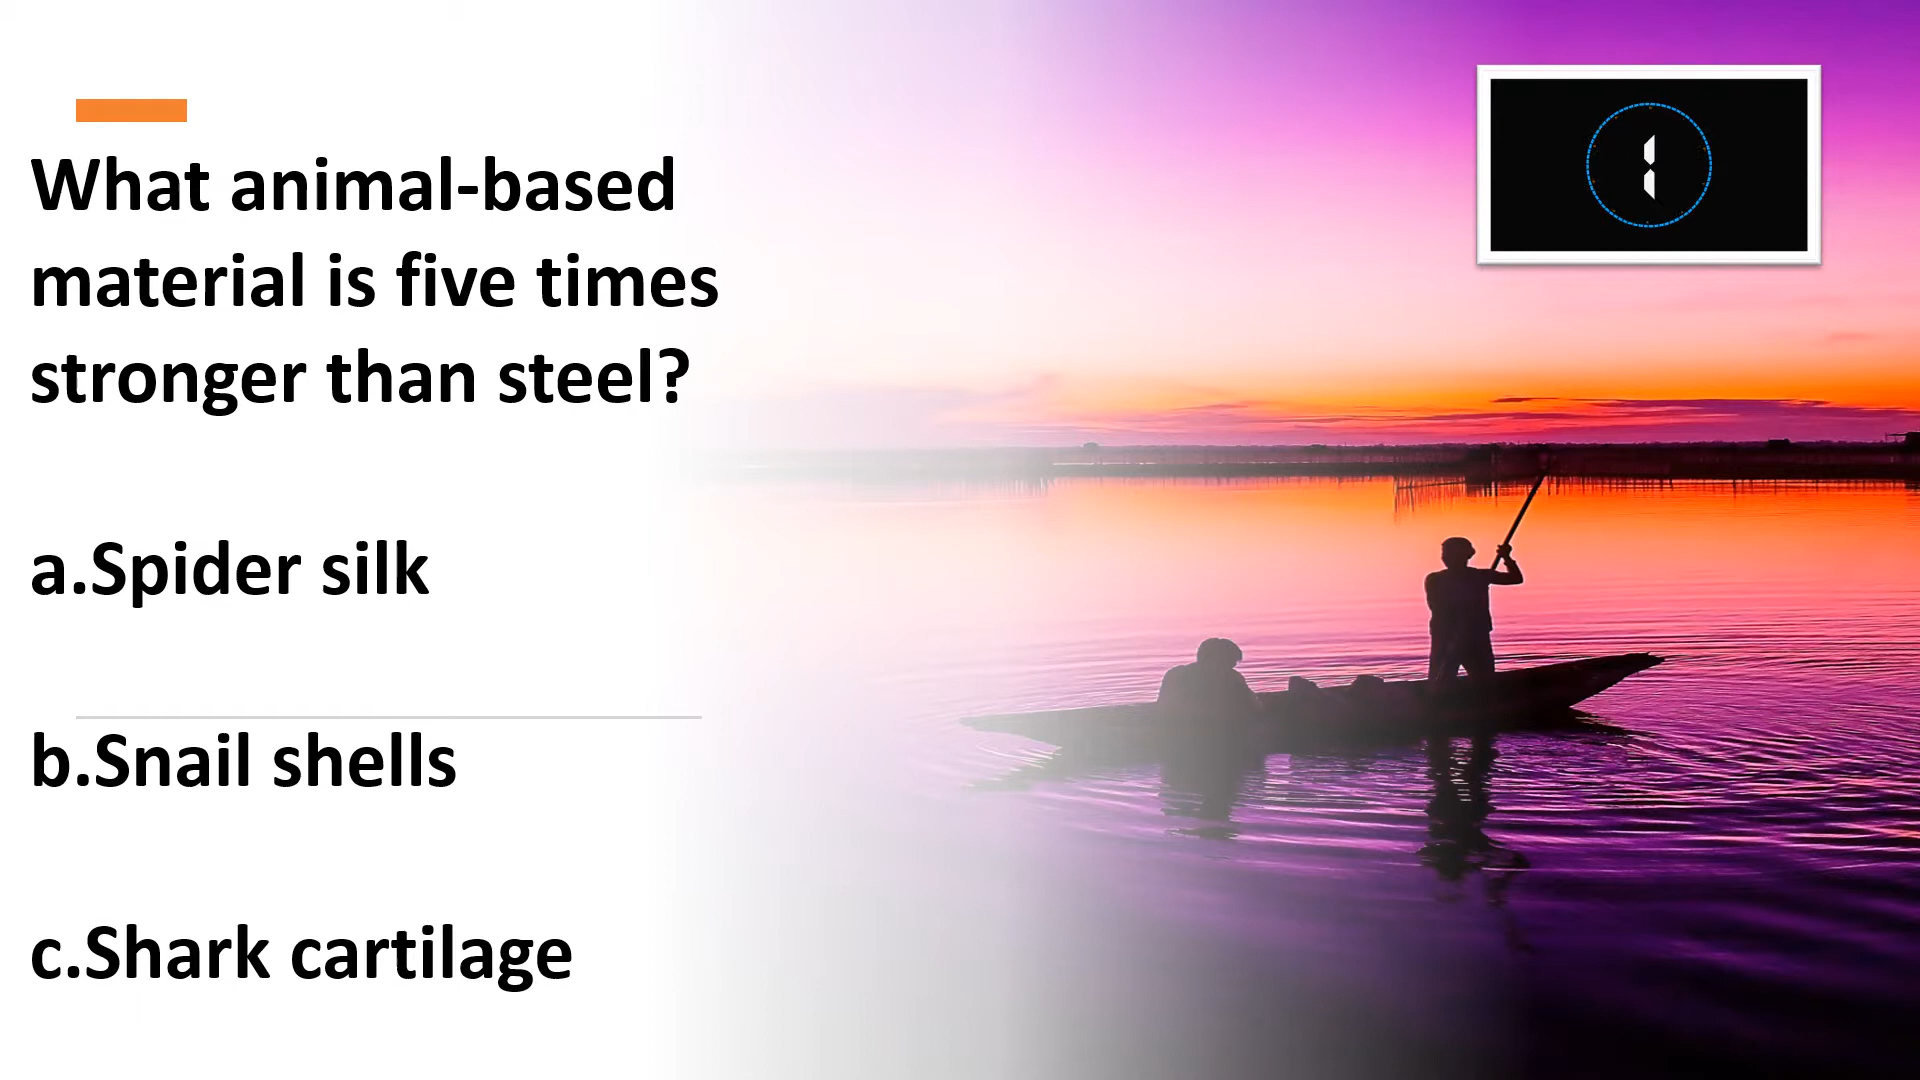 What animal-based
material is five times
stronger than steel?
a.Spider silk
b.Snail shells
c.Shark cartilage
1